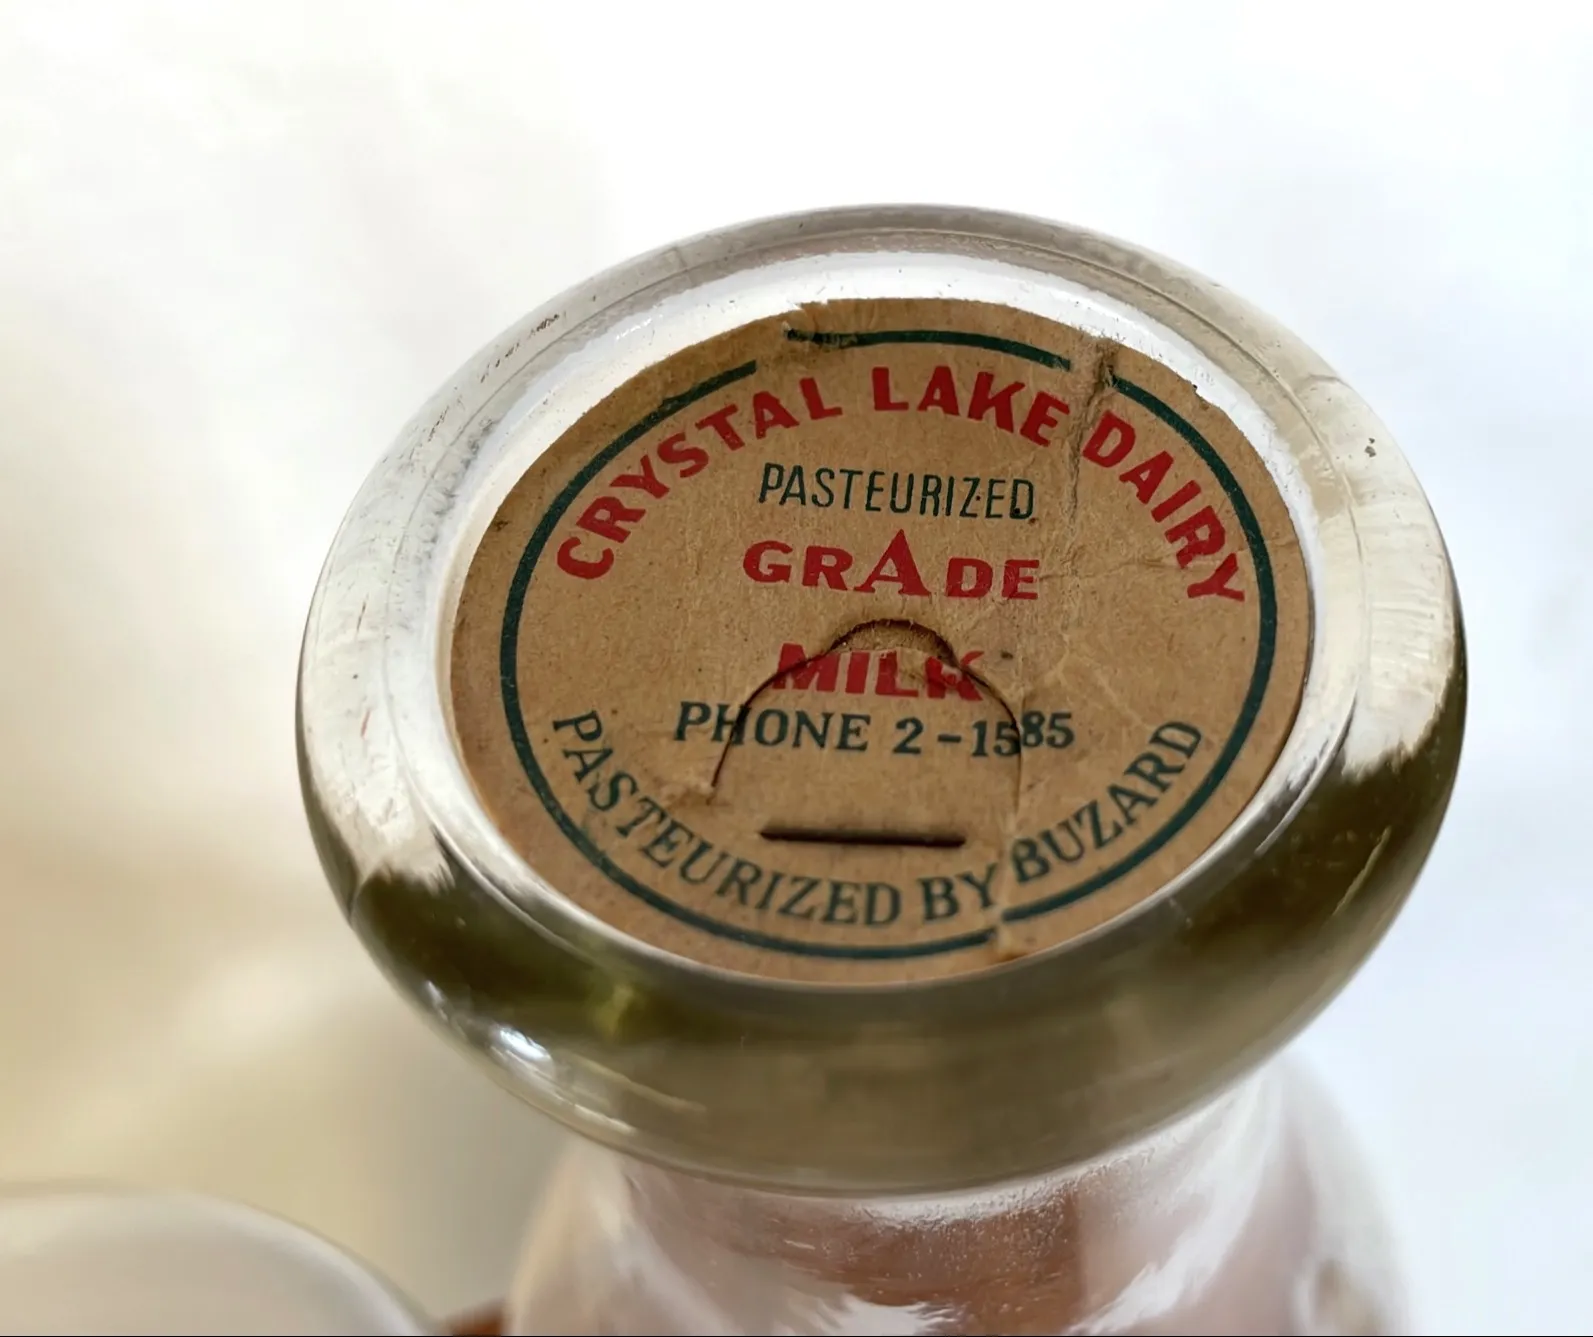 CRYSTAL LAKE DAIRY
PASTEURIZED
GRADE
MILK
PHONE 2-1585
PASTEURIZED BY BUZARD